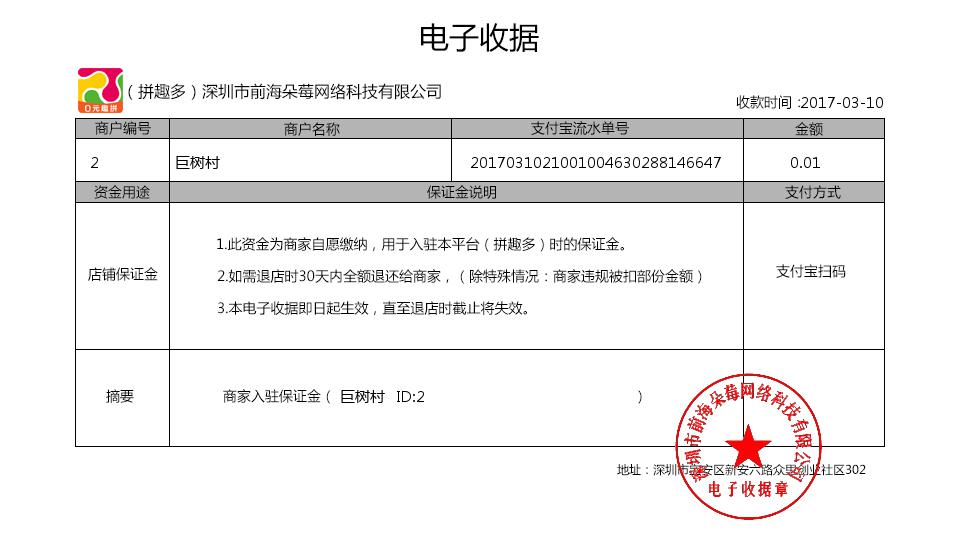 电子收据
0元趣拼
（拼趣多）深圳市前海朵莓网络科技有限公司
收款时间 :2017-03-10
商户编号 商户名称 支付宝流水单号 金额
2 巨树村 2017031021001004630288146647 0.01
资金用途 保证金说明 支付方式
店铺保证金
1.此资金为商家自愿缴纳，用于入驻本平台（拼趣多）时的保证金。
2.如需退店时30天内全额退还给商家，（除特殊情况：商家违规被扣部份金额）
3.本电子收据即日起生效，直至退店时截止将失效。
支付宝扫码
摘要 商家入驻保证金（ 巨树村 ID:2 ）
深圳市前海朵莓网络科技有限公司
电子收据章
地址：深圳市宝安区新安六路众里创业社区302